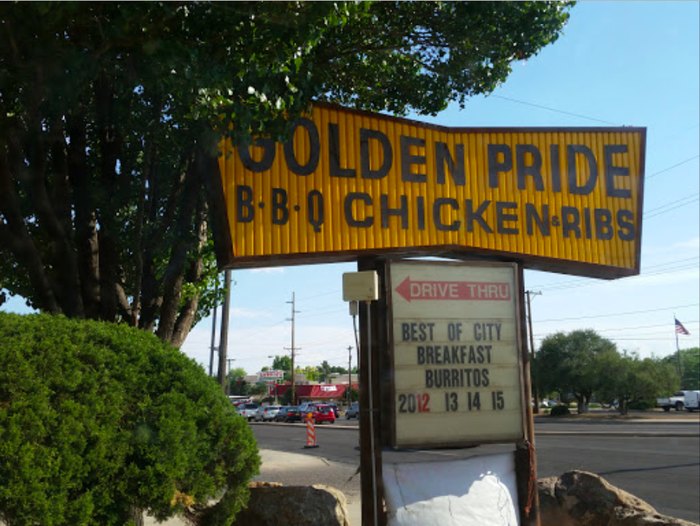 GOLDEN PRIDE
B·B·Q CHICKEN & RIBS
DRIVE THRU
BEST OF CITY
BREAKFAST
BURRITOS
2012 13 14 15